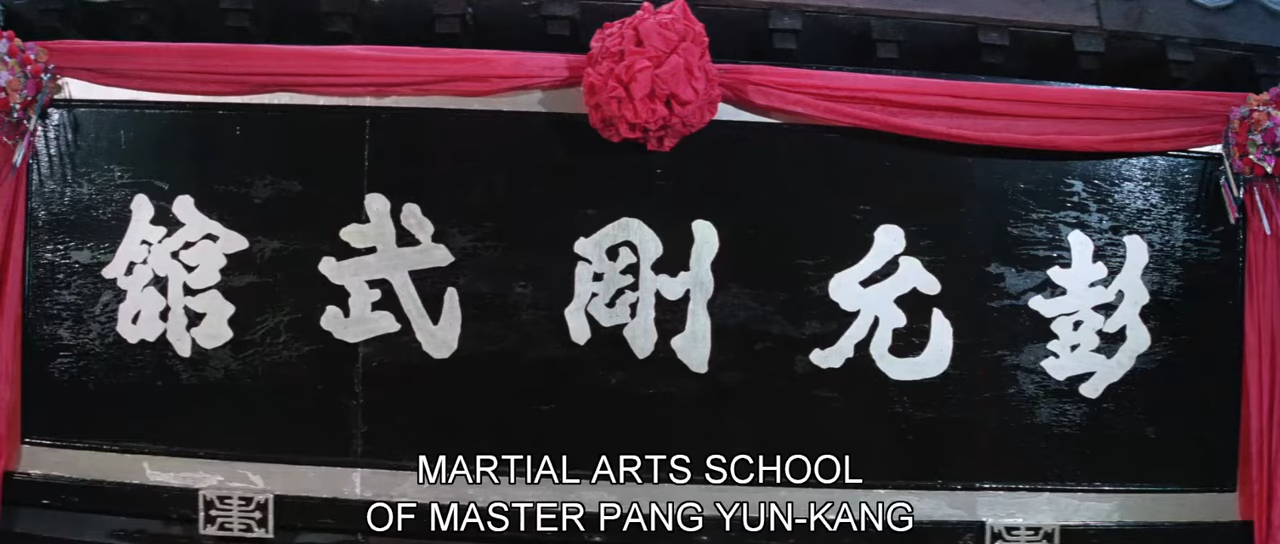 彭允剛武館
MARTIAL ARTS SCHOOL
OF MASTER PANG YUN-KANG